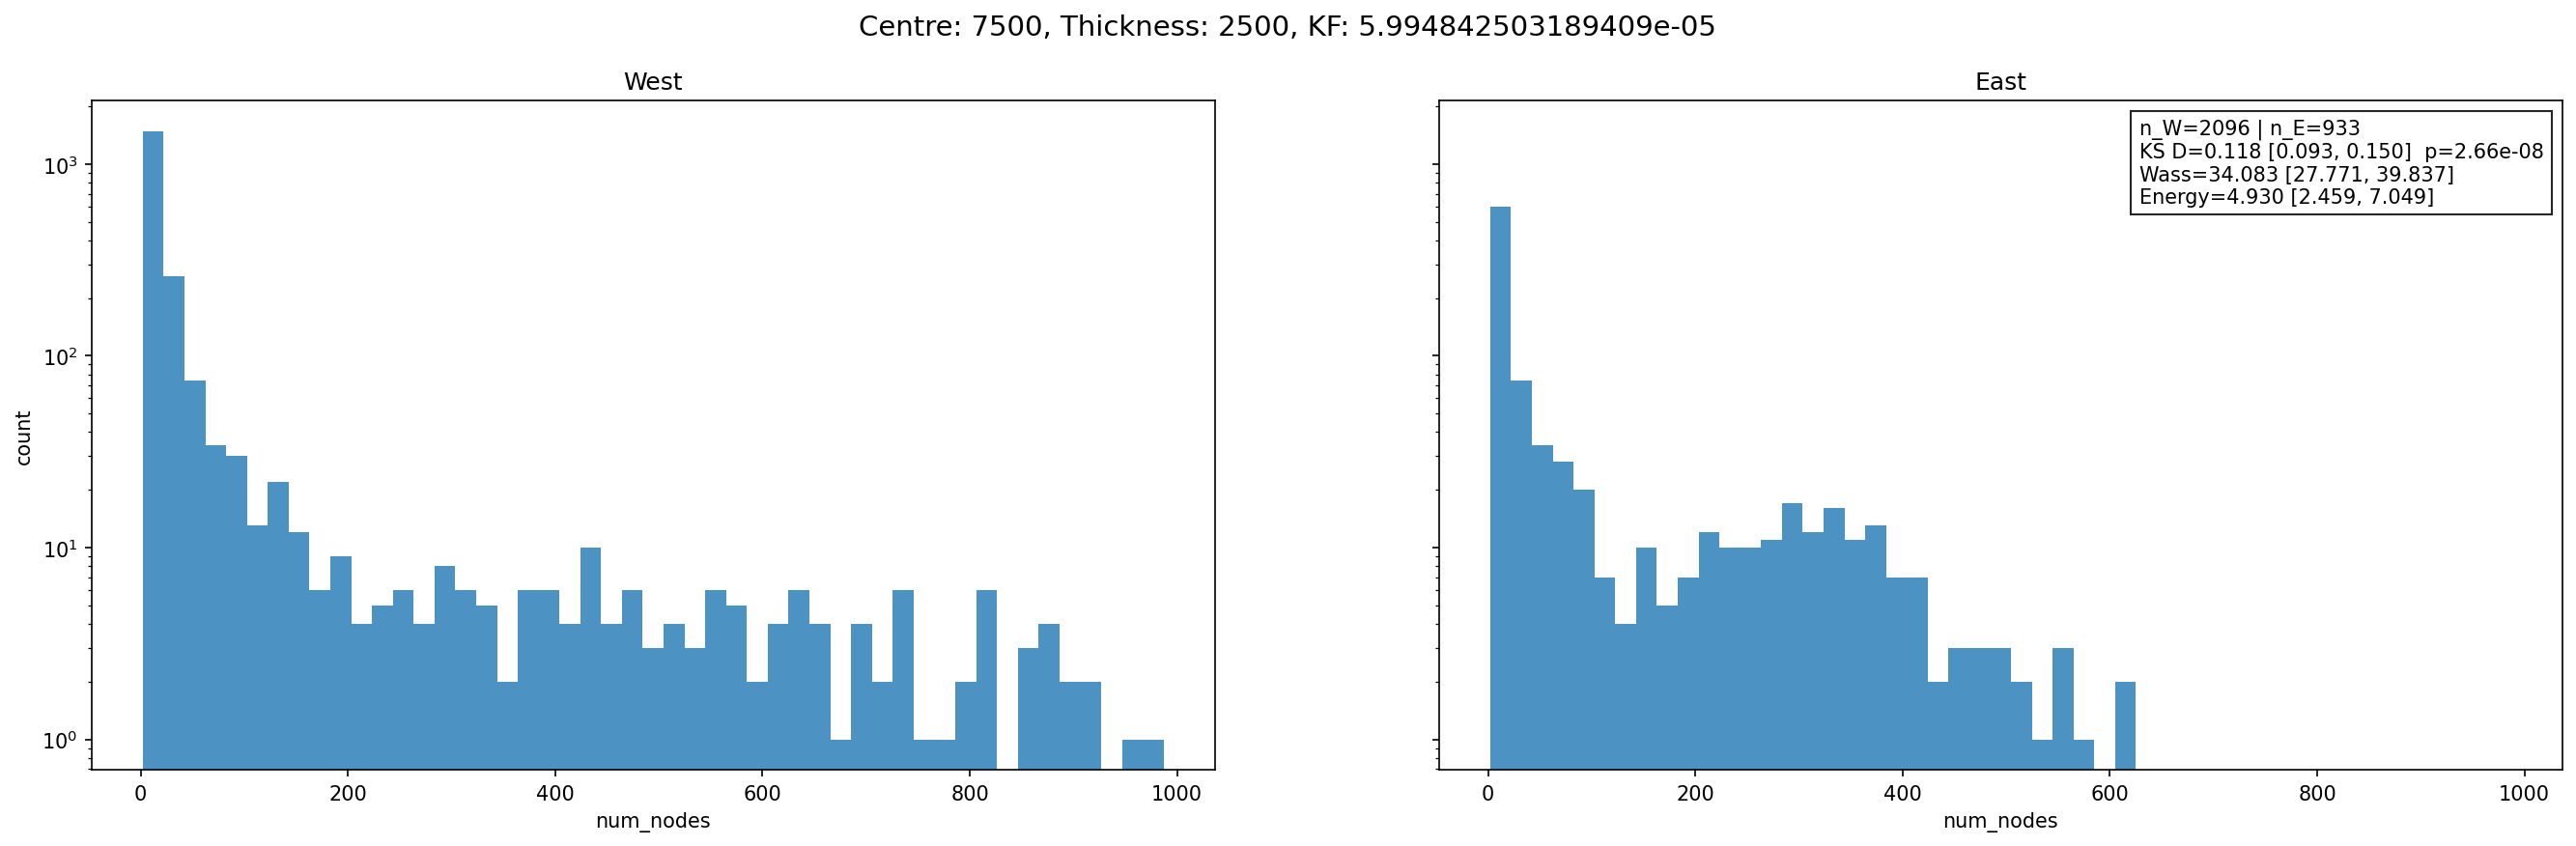 Centre: 7500, Thickness: 2500, KF: 5.994842503189409e-05
West
count
10³
10²
10¹
10⁰
0 200 400 600 800 1000
num_nodes
East
n_W=2096 | n_E=933
KS D=0.118 [0.093, 0.150] p=2.66e-08
Wass=34.083 [27.771, 39.837]
Energy=4.930 [2.459, 7.049]
0 200 400 600 800 1000
num_nodes